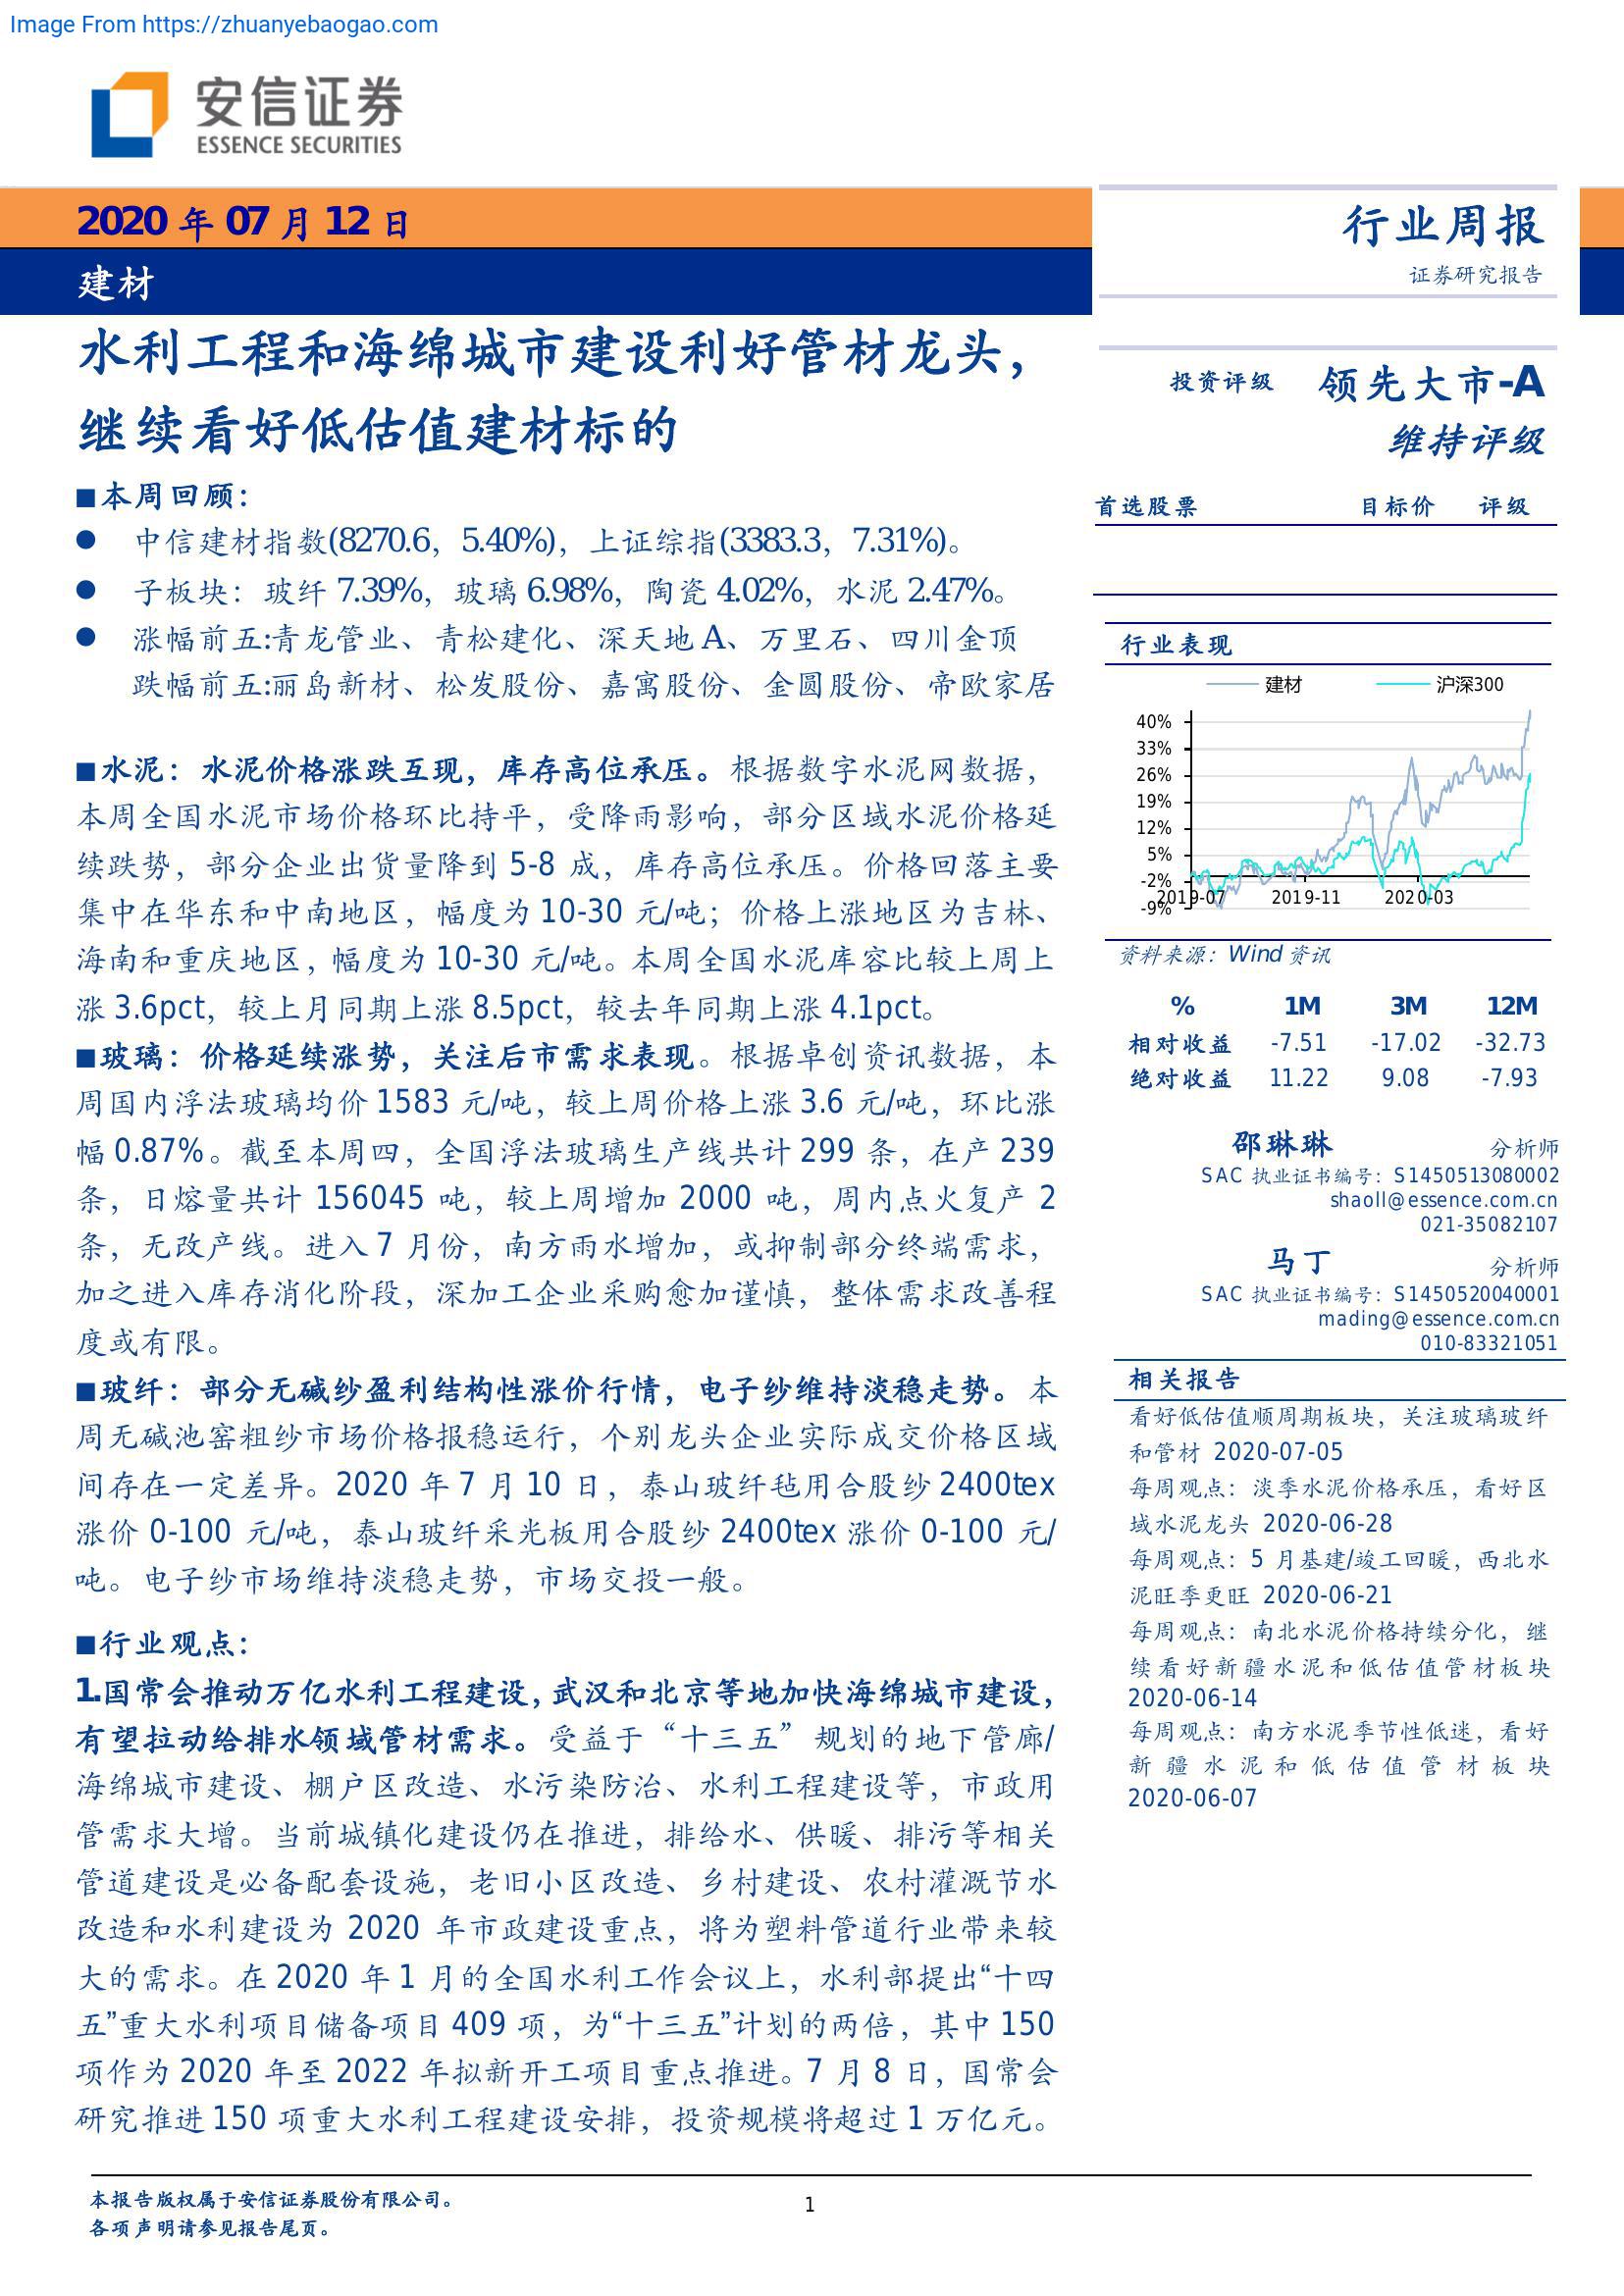 Image From https://zhuanyebaogao.com
安信证券
ESSENCE SECURITIES
2020 年 07 月 12 日
建材
行业周报
证券研究报告
水利工程和海绵城市建设利好管材龙头，
继续看好低估值建材标的
■本周回顾：
● 中信建材指数(8270.6，5.40%)，上证综指(3383.3，7.31%)。
● 子板块：玻纤 7.39%，玻璃 6.98%，陶瓷 4.02%，水泥 2.47%。
● 涨幅前五:青龙管业、青松建化、深天地 A、万里石、四川金顶
跌幅前五:丽岛新材、松发股份、嘉寓股份、金圆股份、帝欧家居
■水泥：水泥价格涨跌互现，库存高位承压。根据数字水泥网数据，
本周全国水泥市场价格环比持平，受降雨影响，部分区域水泥价格延
续跌势，部分企业出货量降到 5-8 成，库存高位承压。价格回落主要
集中在华东和中南地区，幅度为 10-30 元/吨；价格上涨地区为吉林、
海南和重庆地区，幅度为 10-30 元/吨。本周全国水泥库容比较上周上
涨 3.6pct，较上月同期上涨 8.5pct，较去年同期上涨 4.1pct。
■玻璃：价格延续涨势，关注后市需求表现。根据卓创资讯数据，本
周国内浮法玻璃均价 1583 元/吨，较上周价格上涨 3.6 元/吨，环比涨
幅 0.87%。截至本周四，全国浮法玻璃生产线共计 299 条，在产 239
条，日熔量共计 156045 吨，较上周增加 2000 吨，周内点火复产 2
条，无改产线。进入 7 月份，南方雨水增加，或抑制部分终端需求，
加之进入库存消化阶段，深加工企业采购愈加谨慎，整体需求改善程
度或有限。
■玻纤：部分无碱纱盈利结构性涨价行情，电子纱维持淡稳走势。本
周无碱池窑粗纱市场价格报稳运行，个别龙头企业实际成交价格区域
间存在一定差异。2020 年 7 月 10 日，泰山玻纤毡用合股纱 2400tex
涨价 0-100 元/吨，泰山玻纤采光板用合股纱 2400tex 涨价 0-100 元/
吨。电子纱市场维持淡稳走势，市场交投一般。
■行业观点：
1.国常会推动万亿水利工程建设，武汉和北京等地加快海绵城市建设，
有望拉动给排水领域管材需求。受益于“十三五”规划的地下管廊/
海绵城市建设、棚户区改造、水污染防治、水利工程建设等，市政用
管需求大增。当前城镇化建设仍在推进，排给水、供暖、排污等相关
管道建设是必备配套设施，老旧小区改造、乡村建设、农村灌溉节水
改造和水利建设为 2020 年市政建设重点，将为塑料管道行业带来较
大的需求。在 2020 年 1 月的全国水利工作会议上，水利部提出“十四
五”重大水利项目储备项目 409 项，为“十三五”计划的两倍，其中 150
项作为 2020 年至 2022 年拟新开工项目重点推进。7 月 8 日，国常会
研究推进 150 项重大水利工程建设安排，投资规模将超过 1 万亿元。
投资评级 领先大市-A
维持评级
首选股票 目标价 评级
行业表现
建材 沪深300
40%
33%
26%
19%
12%
5%
-2%
-9%
2019-07 2019-11 2020-03
资料来源：Wind 资讯
% 1M 3M 12M
相对收益 -7.51 -17.02 -32.73
绝对收益 11.22 9.08 -7.93
邵琳琳 分析师
SAC 执业证书编号：S1450513080002
shaoll@essence.com.cn
021-35082107
马丁 分析师
SAC 执业证书编号：S1450520040001
mading@essence.com.cn
010-83321051
相关报告
看好低估值顺周期板块，关注玻璃玻纤
和管材 2020-07-05
每周观点：淡季水泥价格承压，看好区
域水泥龙头 2020-06-28
每周观点：5 月基建/竣工回暖，西北水
泥旺季更旺 2020-06-21
每周观点：南北水泥价格持续分化，继
续看好新疆水泥和低估值管材板块
2020-06-14
每周观点：南方水泥季节性低迷，看好
新疆水泥和低估值管材板块
2020-06-07
本报告版权属于安信证券股份有限公司。
各项声明请参见报告尾页。
1